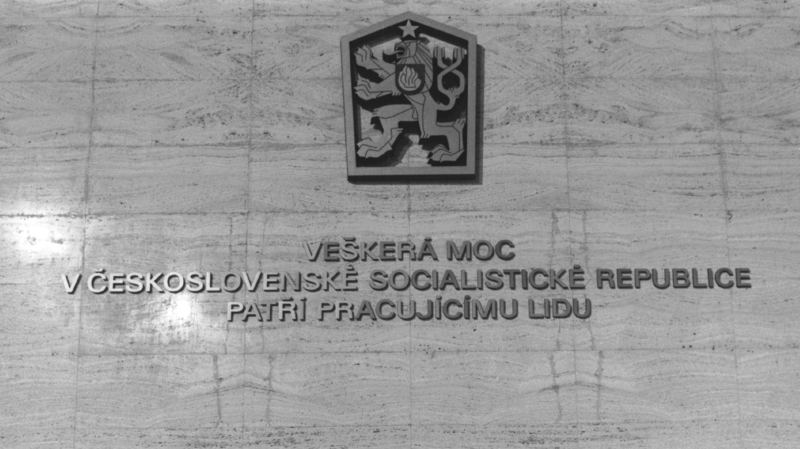 VEŠKERÁ MOC
V ČESKOSLOVENSKÉ SOCIALISTICKÉ REPUBLICE
PATŘÍ PRACUJÍCÍMU LIDU